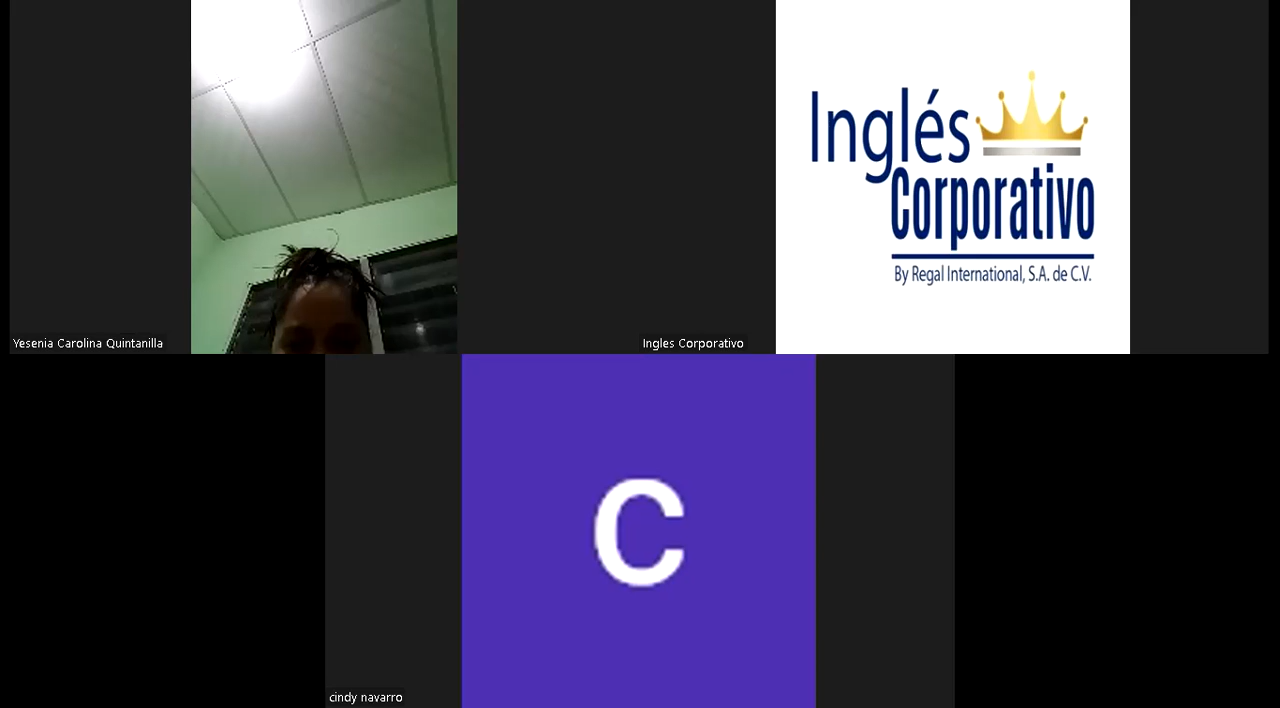 Inglés
Corporativo
By Regal International, S.A. de C.V.
Yesenia Carolina Quintanilla
Ingles Corporativo
C
cindy navarro